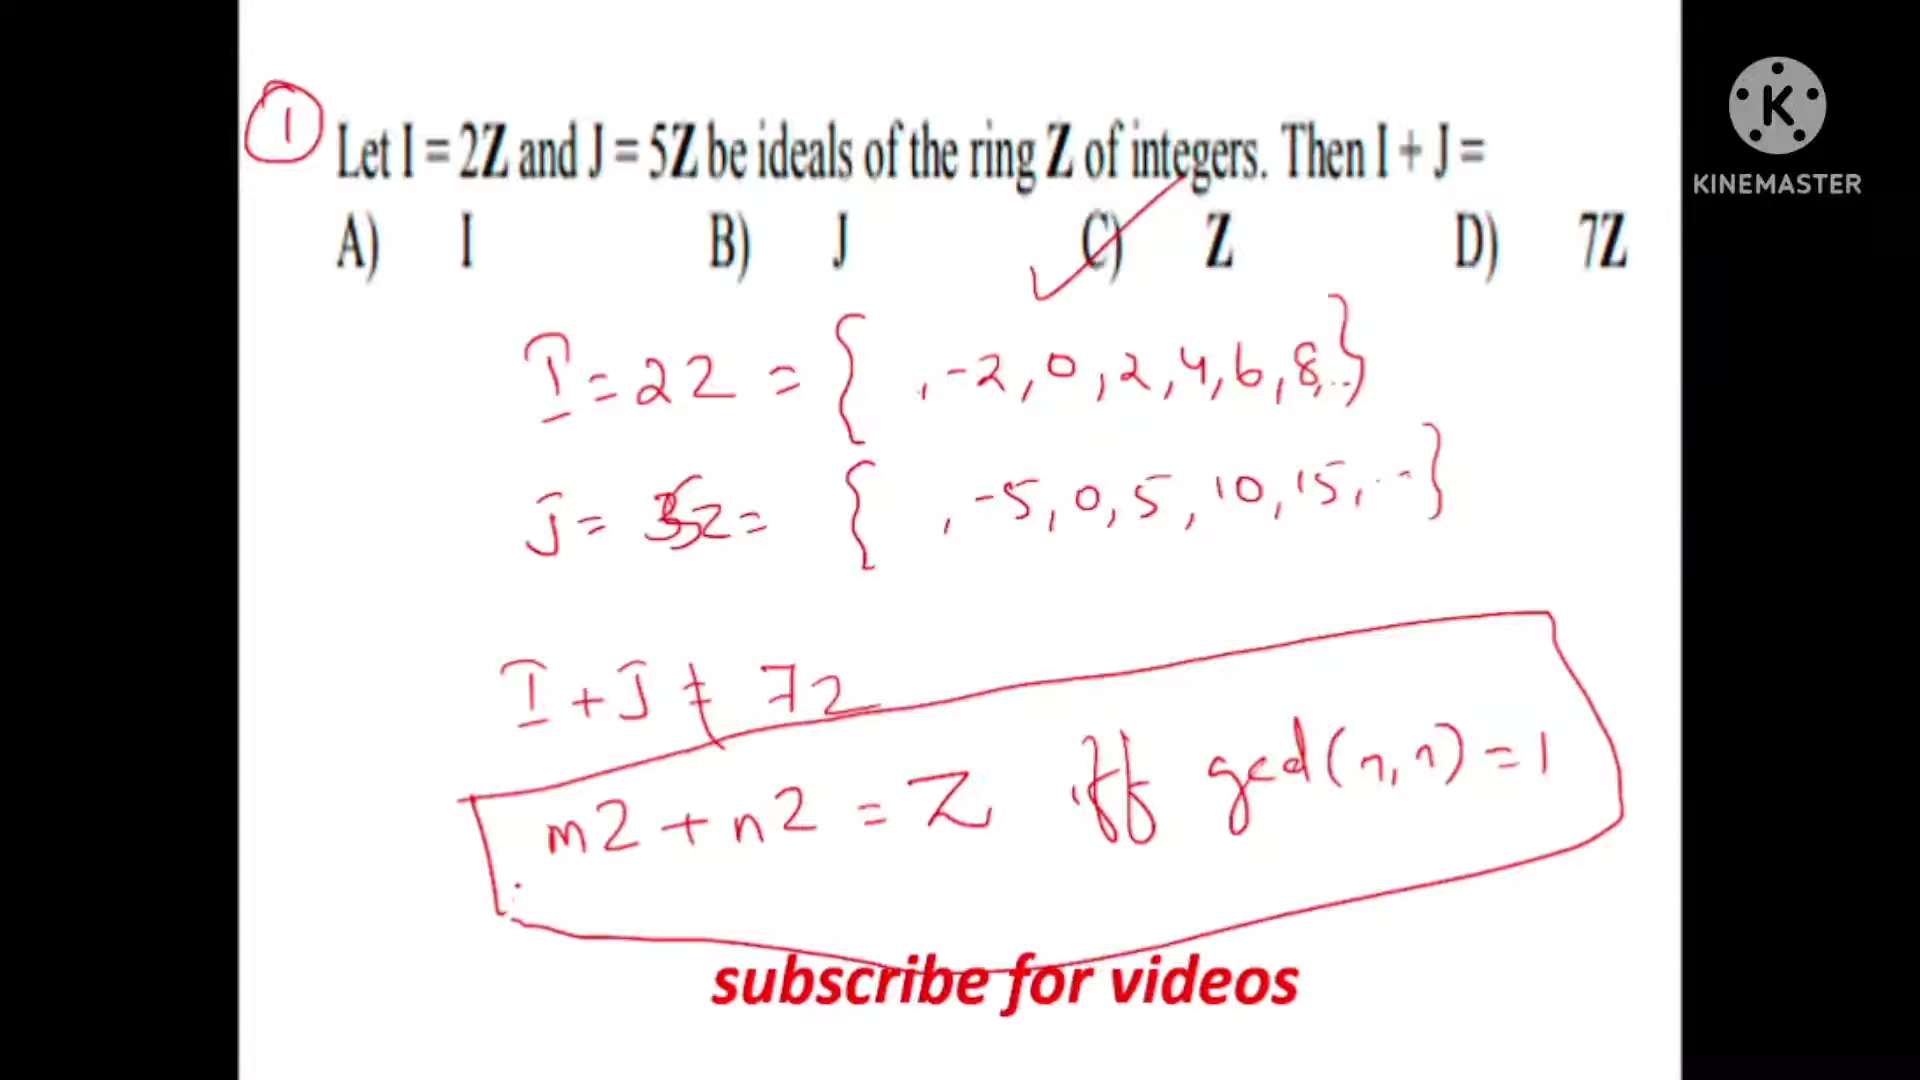 1
Let I = 2Z and J = 5Z be ideals of the ring Z of integers. Then I + J =
A) I B) J C) Z D) 7Z
I = 2Z = { , -2, 0, 2, 4, 6, 8, .. }
J = 5Z = { , -5, 0, 5, 10, 15, .. }
I + J ≠ 7Z
mZ + nZ = Z iff gcd(n, n) = 1
subscribe for videos
K
KINEMASTER